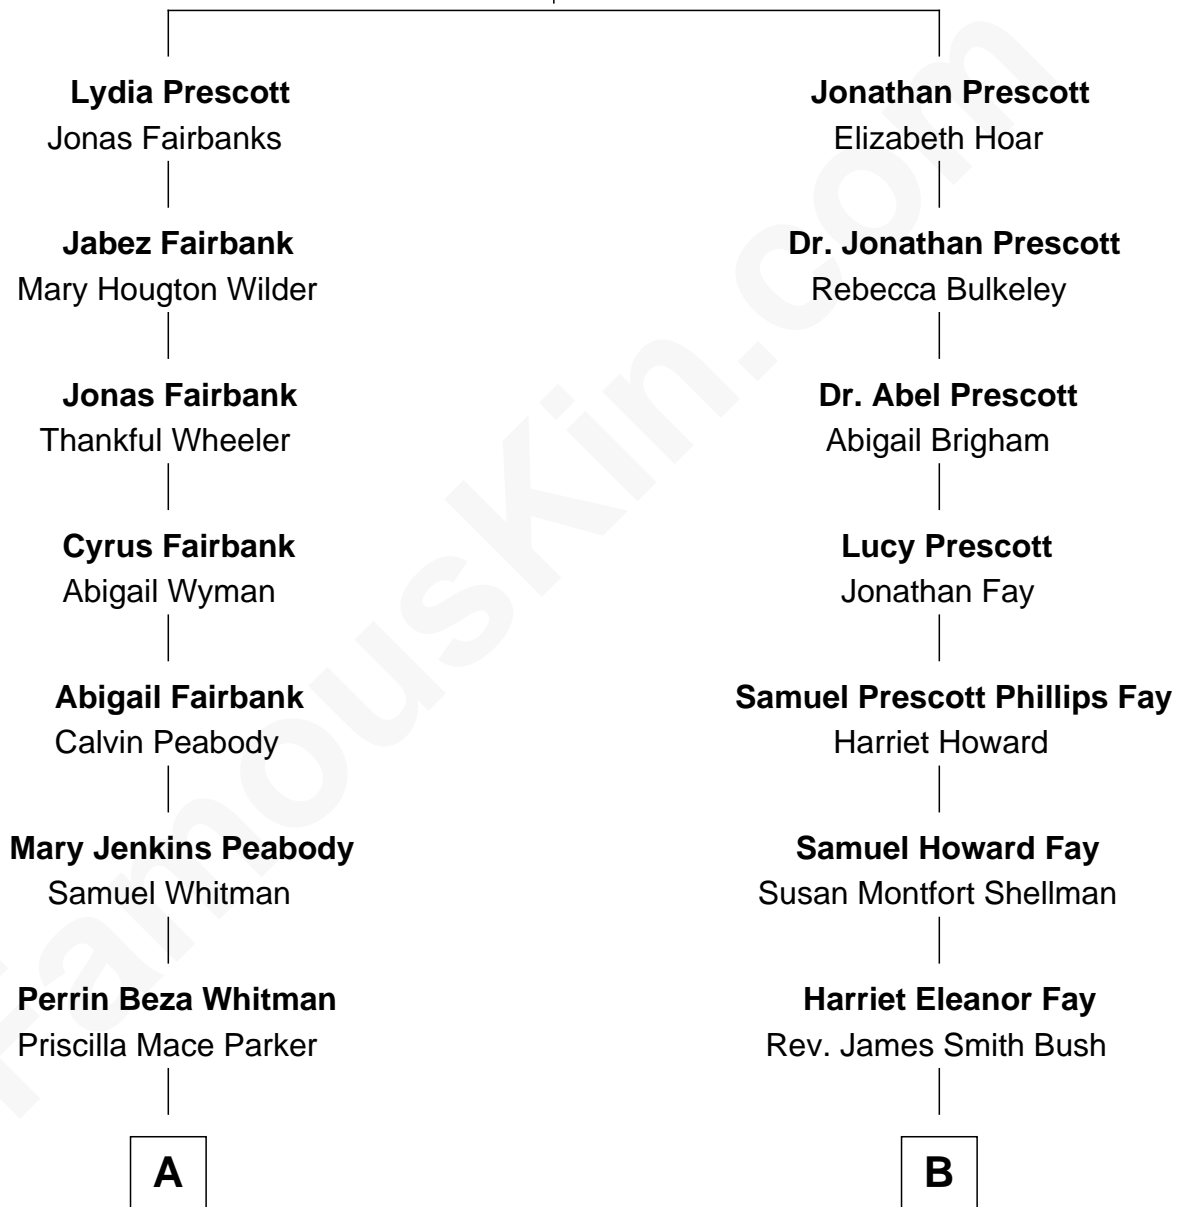 Lydia Prescott
Jonas Fairbanks
Jabez Fairbank
Mary Hougton Wilder
Jonas Fairbank
Thankful Wheeler
Cyrus Fairbank
Abigail Wyman
Abigail Fairbank
Calvin Peabody
Mary Jenkins Peabody
Samuel Whitman
Perrin Beza Whitman
Priscilla Mace Parker
A
Jonathan Prescott
Elizabeth Hoar
Dr. Jonathan Prescott
Rebecca Bulkeley
Dr. Abel Prescott
Abigail Brigham
Lucy Prescott
Jonathan Fay
Samuel Prescott Phillips Fay
Harriet Howard
Samuel Howard Fay
Susan Montfort Shellman
Harriet Eleanor Fay
Rev. James Smith Bush
B
FamousKin.com